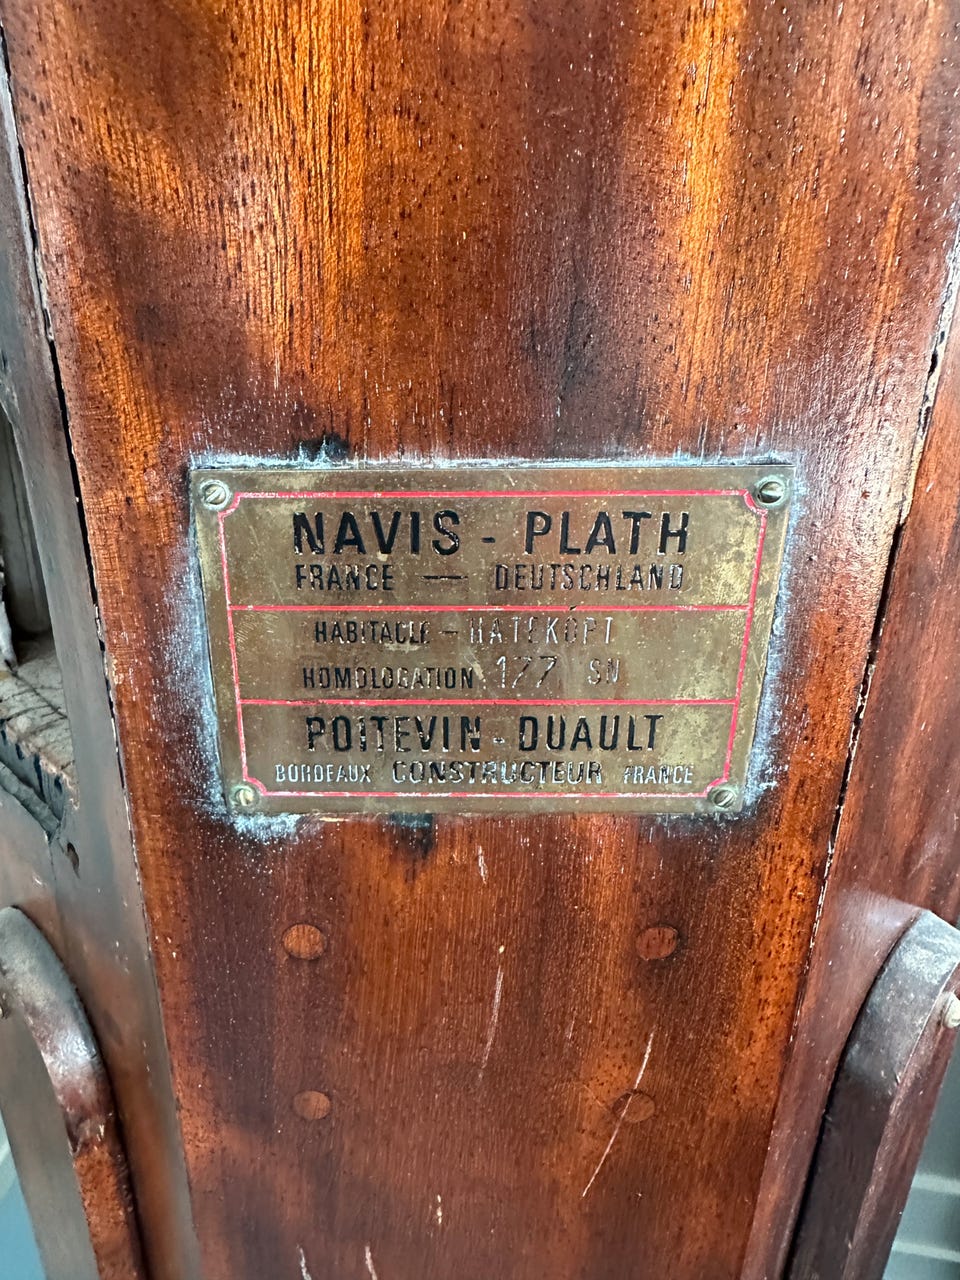 NAVIS - PLATH
FRANCE — DEUTSCHLAND
HABITACLE - HATEKOPT
HOMOLOGATION 177 SN
POITEVIN - DUAULT
BORDEAUX CONSTRUCTEUR FRANCE